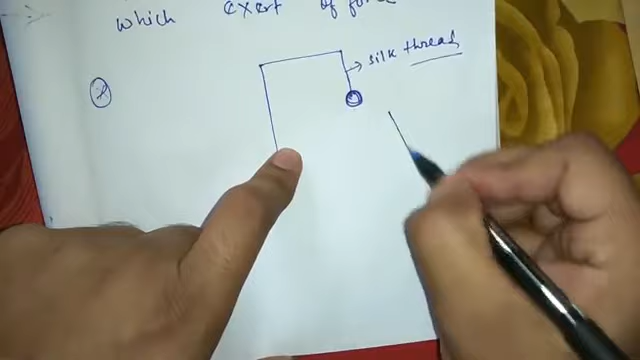 which exert of force
silk thread